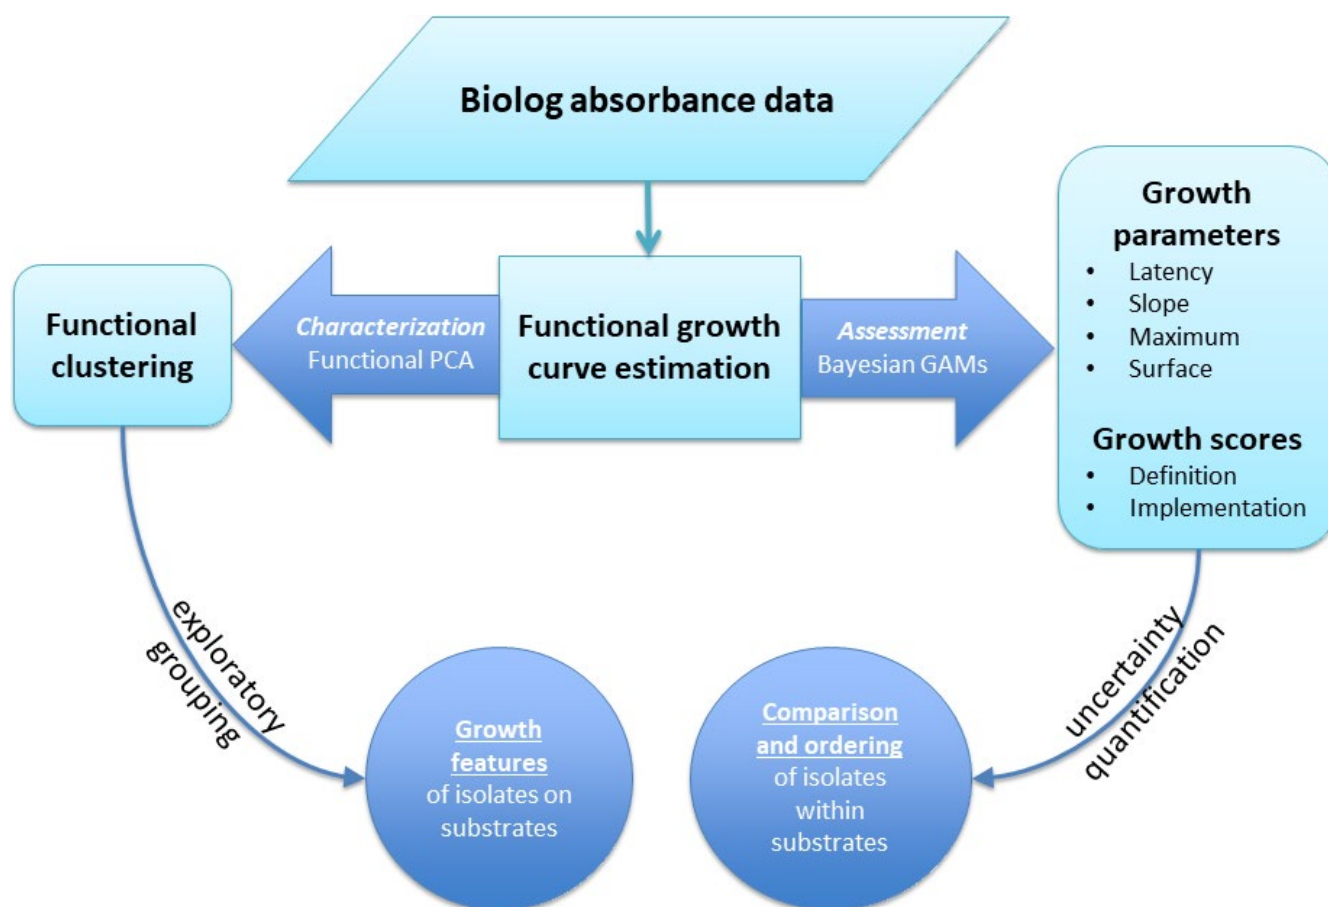 Biolog absorbance data
Functional
clustering
Characterization
Functional PCA
Functional growth
curve estimation
Assessment
Bayesian GAMs
Growth
parameters
• Latency
• Slope
• Maximum
• Surface
Growth scores
• Definition
• Implementation
exploratory
grouping
uncertainty
quantification
Growth
features
of isolates on
substrates
Comparison
and ordering
of isolates
within
substrates